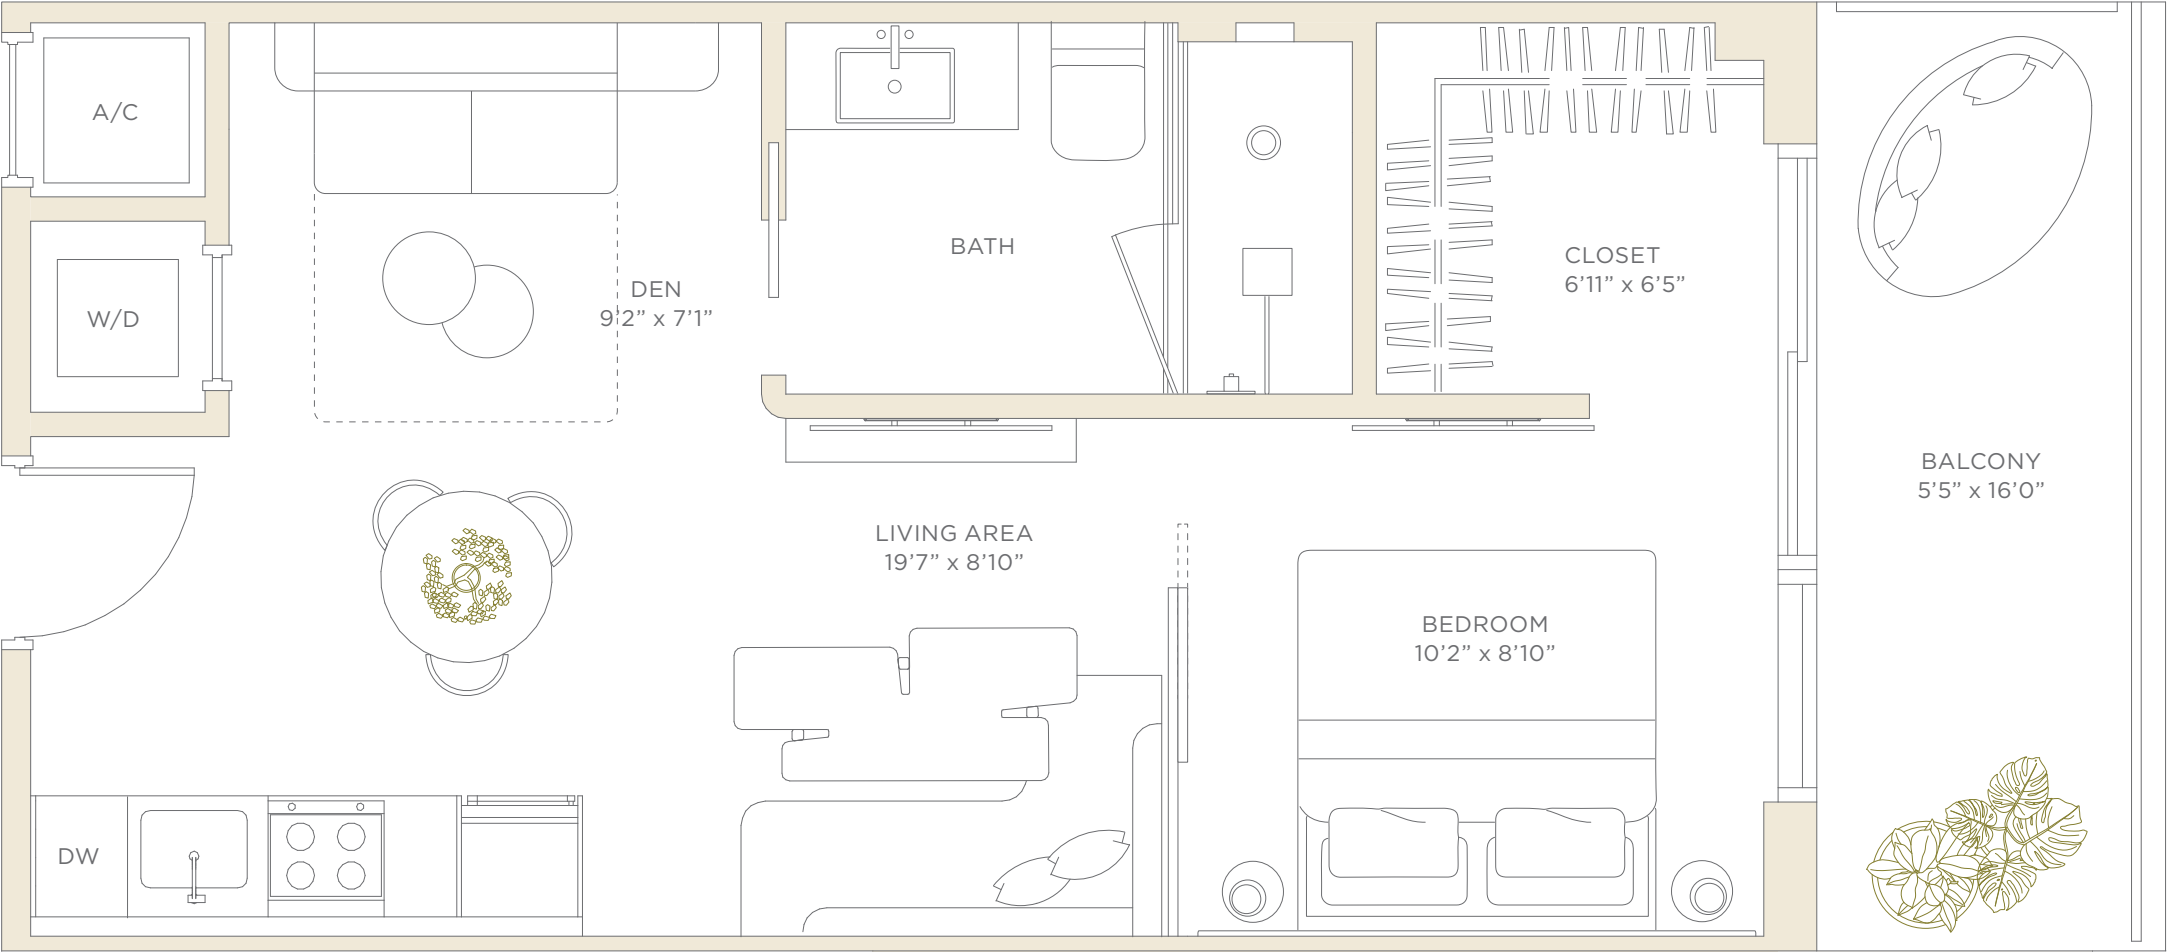 A/C
W/D
DEN
9’2” x 7’1”
BATH
CLOSET
6’11” x 6’5”
BALCONY
5’5” x 16’0”
LIVING AREA
19’7” x 8’10”
BEDROOM
10’2” x 8’10”
DW